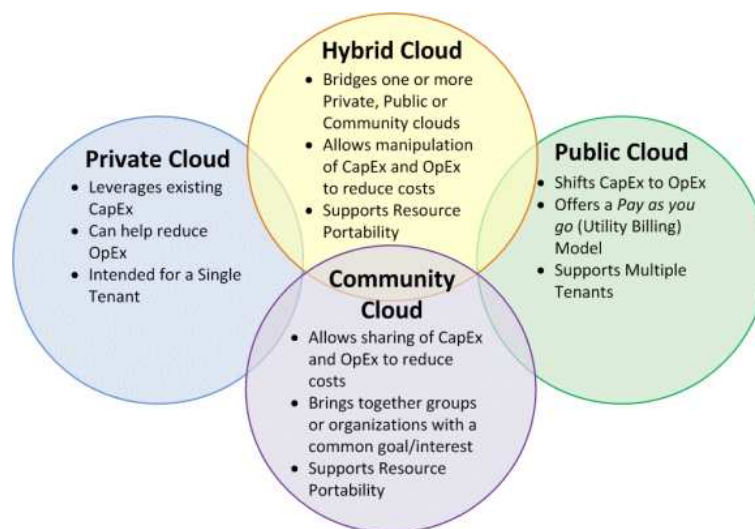 Hybrid Cloud
• Bridges one or more
Private, Public or
Community clouds
• Allows manipulation
of CapEx and OpEx
to reduce costs
• Supports Resource
Portability
Private Cloud
• Leverages existing
CapEx
• Can help reduce
OpEx
• Intended for a Single
Tenant
Public Cloud
• Shifts CapEx to OpEx
• Offers a Pay as you
go (Utility Billing)
Model
• Supports Multiple
Tenants
Community
Cloud
• Allows sharing of CapEx
and OpEx to reduce
costs
• Brings together groups
or organizations with
a common goal/interest
• Supports Resource
Portability